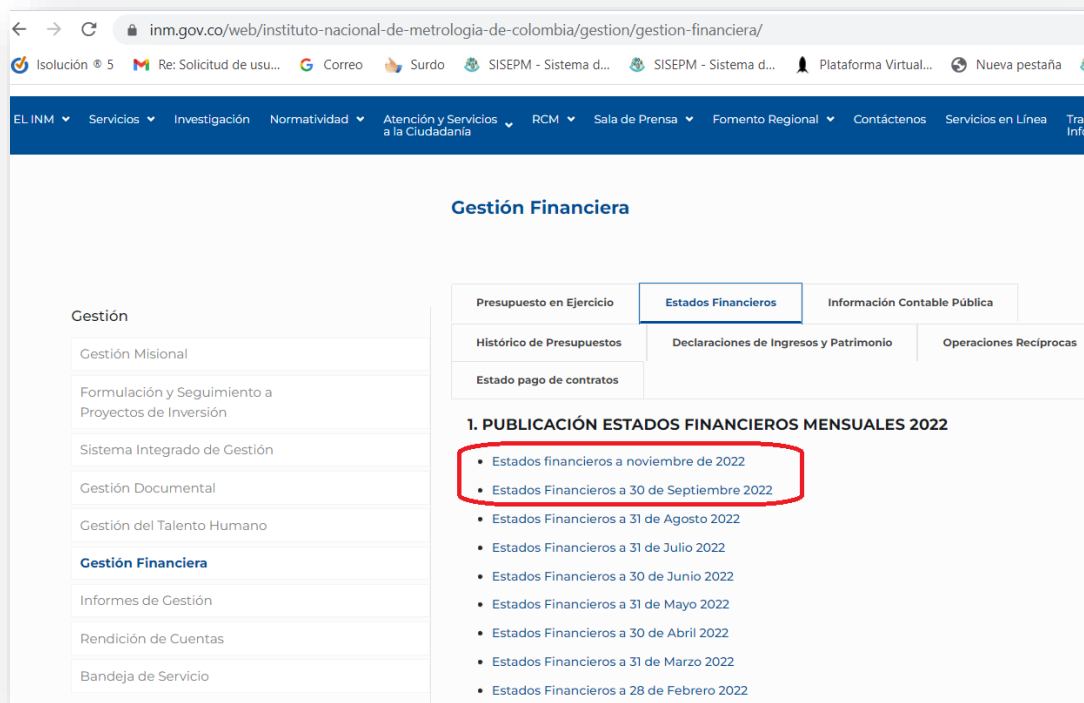 inm.gov.co/web/instituto-nacional-de-metrologia-de-colombia/gestion/gestion-financiera/
Isolución ® 5 Re: Solicitud de usu... Correo Surdo SISEPM - Sistema d... SISEPM - Sistema d... Plataforma Virtual... Nueva pestaña
EL INM Servicios Investigación Normatividad Atención y Servicios a la Ciudadanía RCM Sala de Prensa Fomento Regional Contáctenos Servicios en Línea
Gestión Financiera
Gestión
Gestión Misional
Formulación y Seguimiento a
Proyectos de Inversión
Sistema Integrado de Gestión
Gestión Documental
Gestión del Talento Humano
Gestión Financiera
Informes de Gestión
Rendición de Cuentas
Bandeja de Servicio
Presupuesto en Ejercicio Estados Financieros Información Contable Pública
Histórico de Presupuestos Declaraciones de Ingresos y Patrimonio Operaciones Recíprocas
Estado pago de contratos
1. PUBLICACIÓN ESTADOS FINANCIEROS MENSUALES 2022
Estados financieros a noviembre de 2022
Estados Financieros a 30 de Septiembre 2022
Estados Financieros a 31 de Agosto 2022
Estados Financieros a 31 de Julio 2022
Estados Financieros a 30 de Junio 2022
Estados Financieros a 31 de Mayo 2022
Estados Financieros a 30 de Abril 2022
Estados Financieros a 31 de Marzo 2022
Estados Financieros a 28 de Febrero 2022